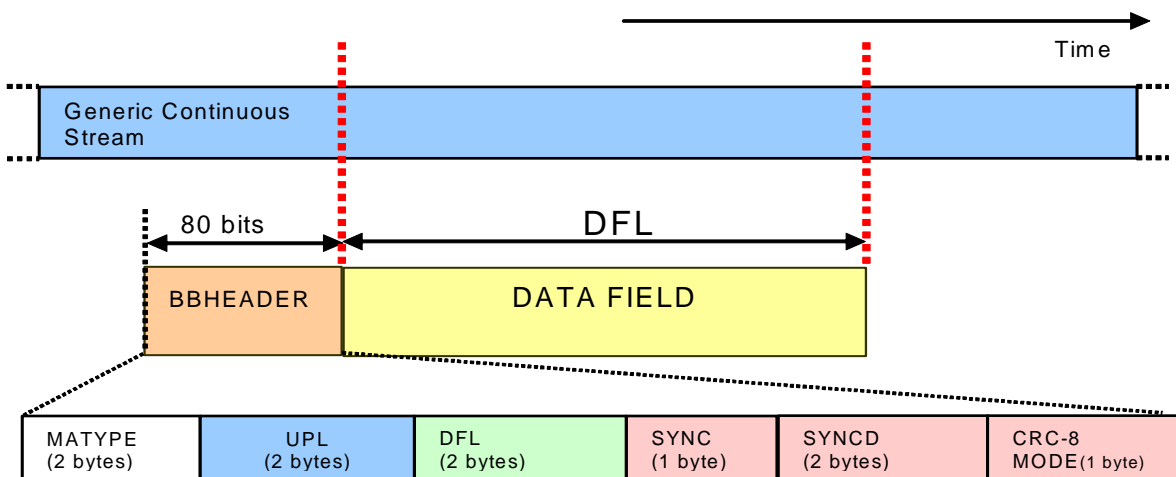 Time
Generic Continuous
Stream
80 bits
DFL
BBHEADER
DATA FIELD
MATYPE
(2 bytes)
UPL
(2 bytes)
DFL
(2 bytes)
SYNC
(1 byte)
SYNCD
(2 bytes)
CRC-8
MODE(1 byte)